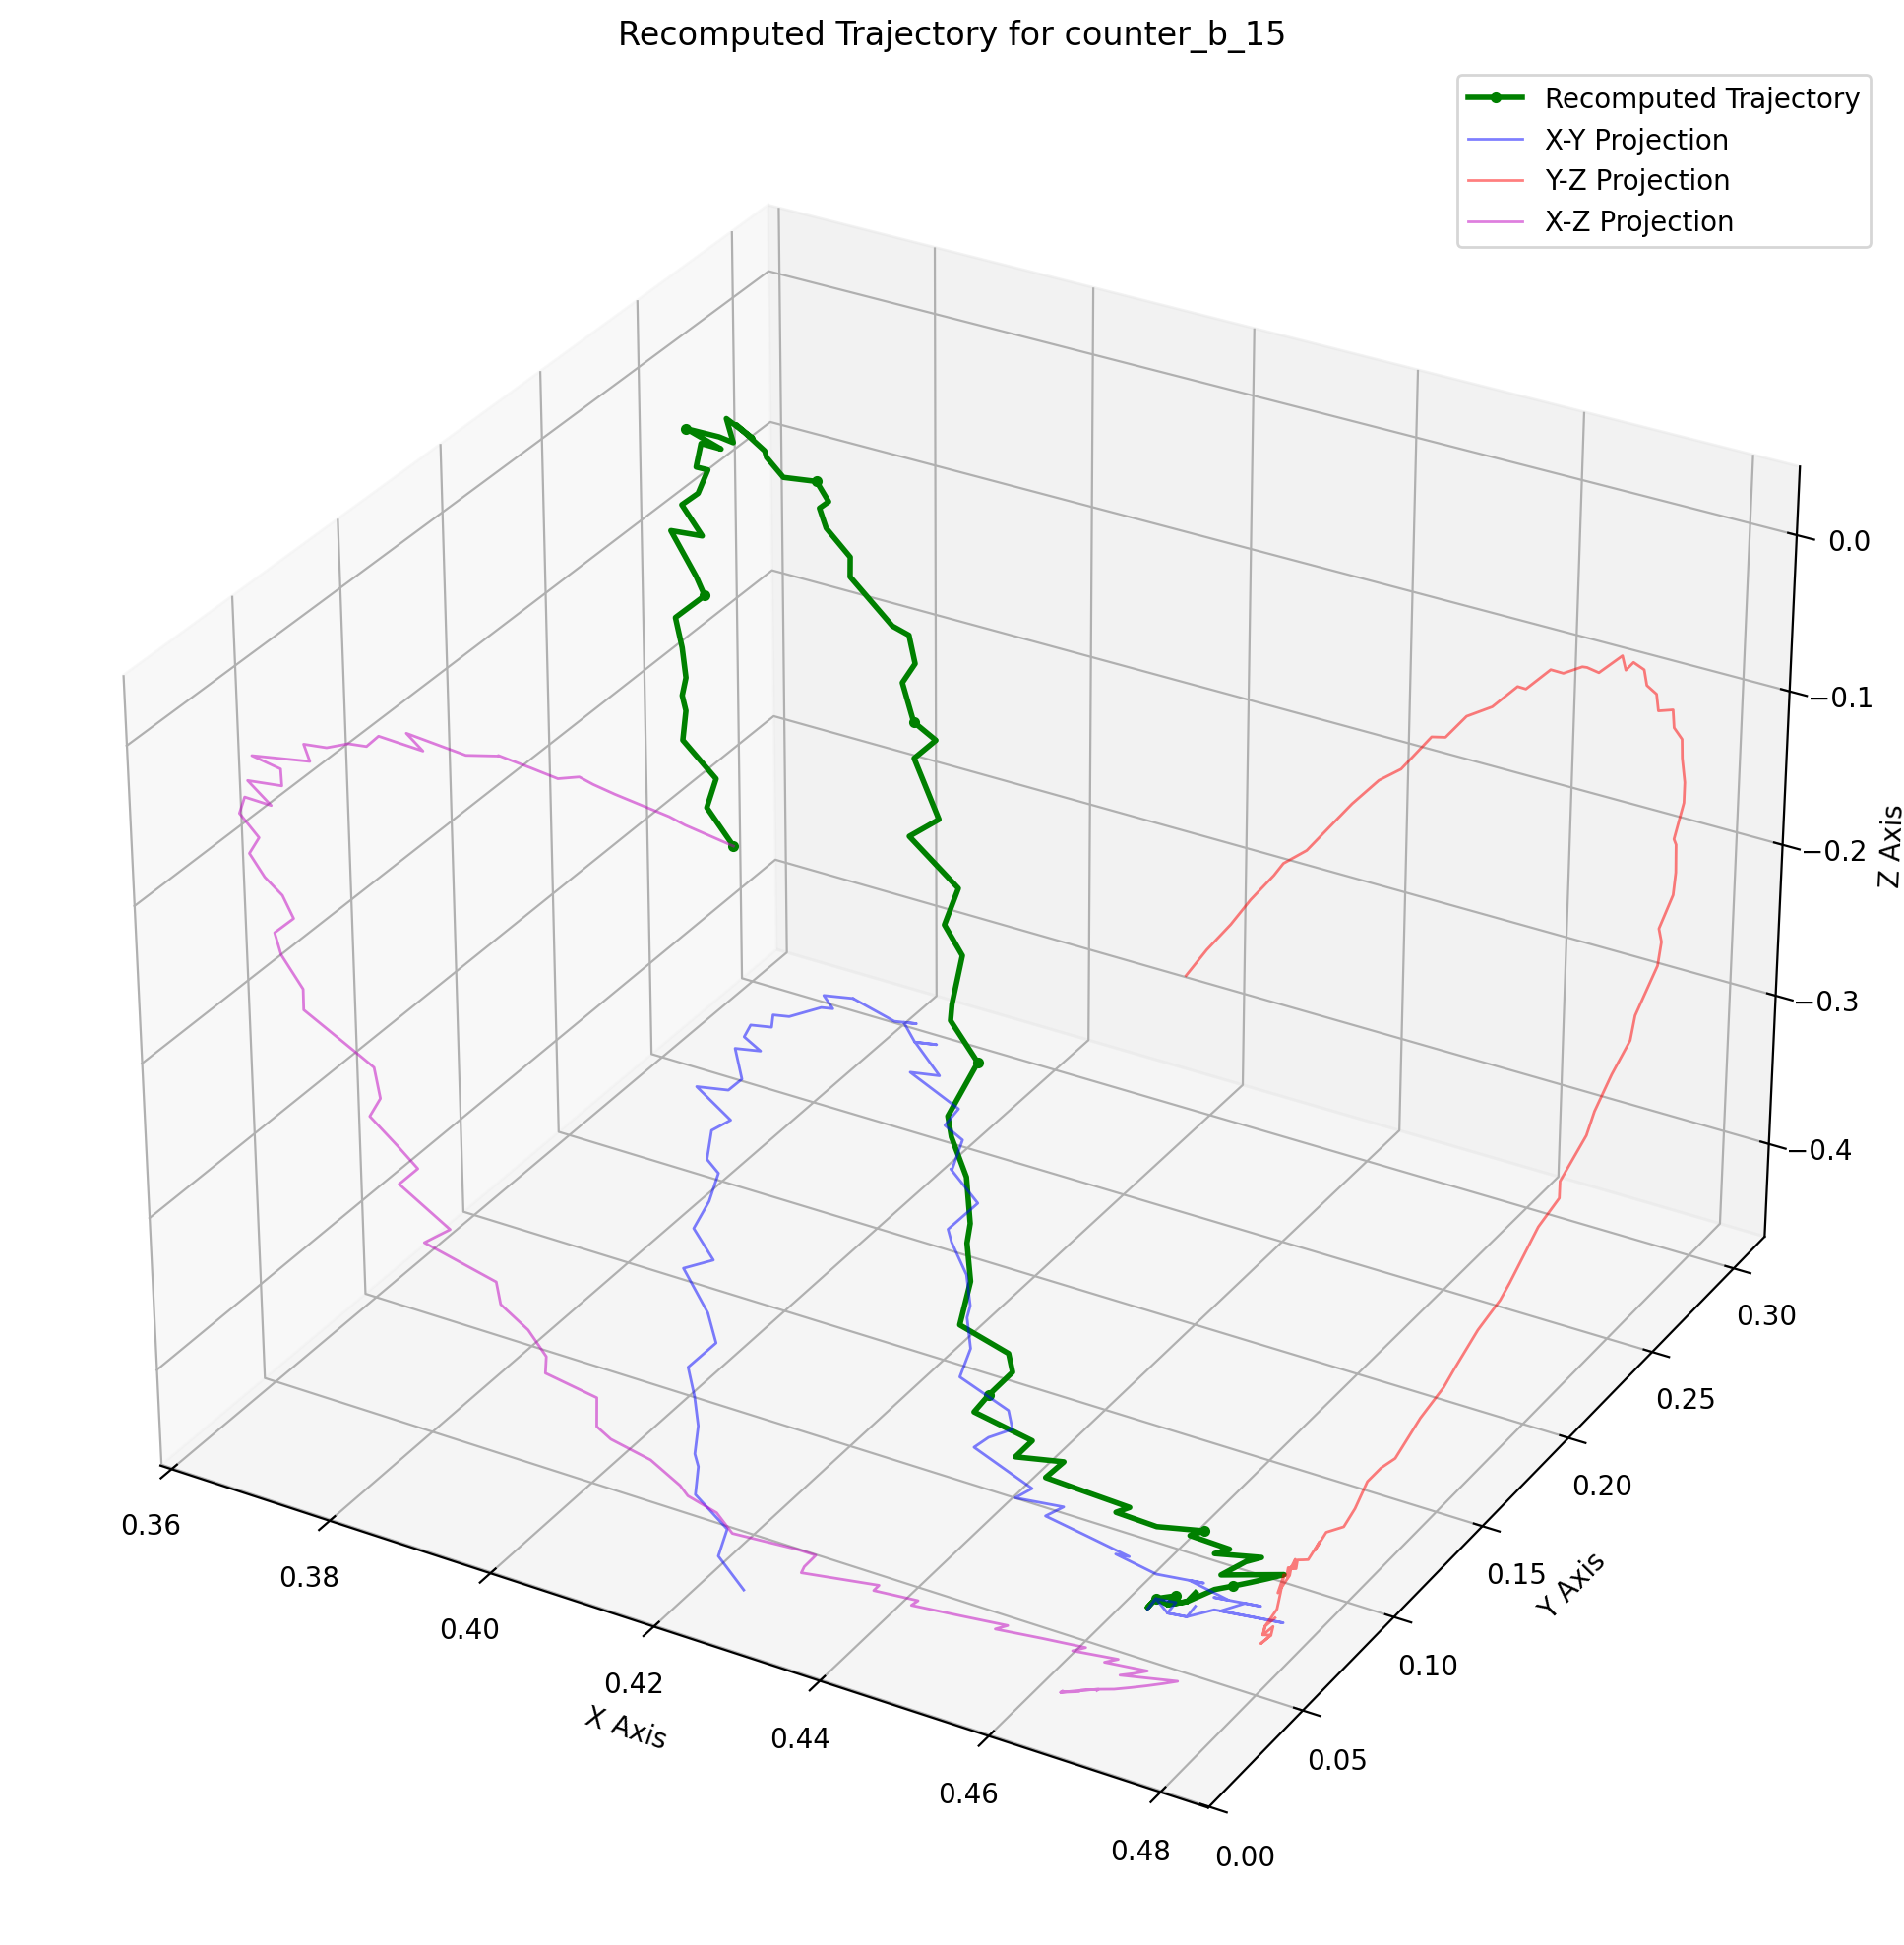 Recomputed Trajectory for counter_b_15
Recomputed Trajectory
X-Y Projection
Y-Z Projection
X-Z Projection
0.0
−0.1
−0.2
−0.3
−0.4
Z Axis
0.30
0.25
0.20
0.15
0.10
0.05
0.00
Y Axis
0.36
0.38
0.40
0.42
0.44
0.46
0.48
X Axis